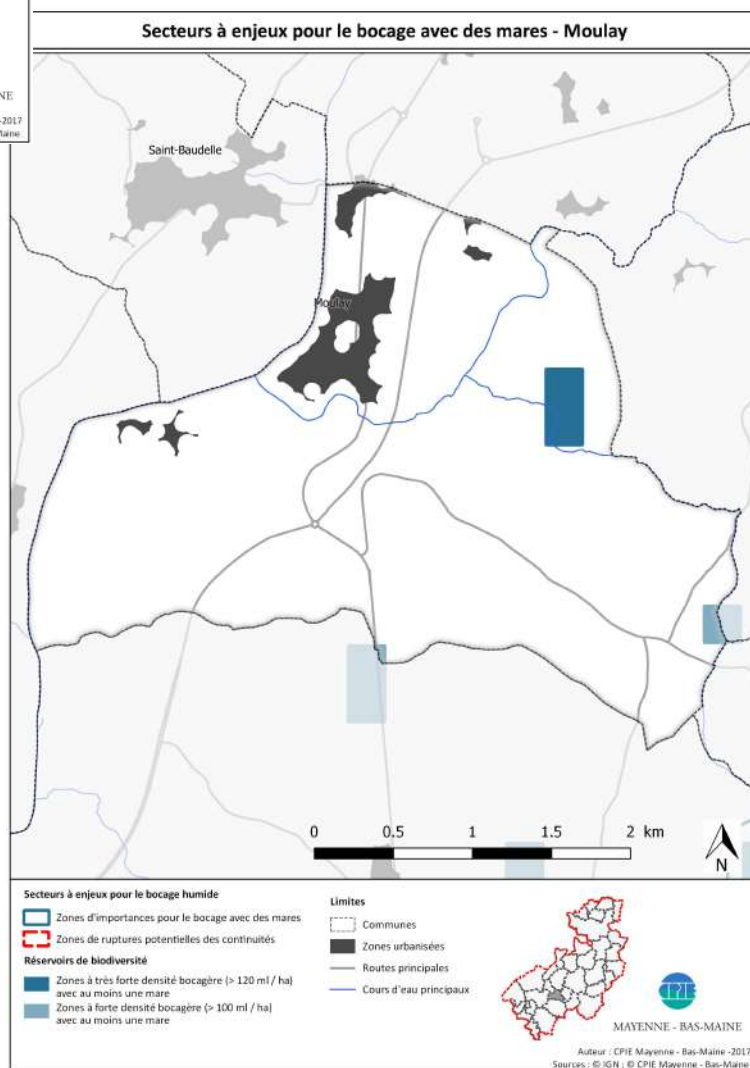 NE
-2017
Maine
Secteurs à enjeux pour le bocage avec des mares - Moulay
Saint-Baudelle
Moulay
0 0.5 1 1.5 2 km
N
Secteurs à enjeux pour le bocage humide
Zones d'importances pour le bocage avec des mares
Zones de ruptures potentielles des continuités
Réservoirs de biodiversité
Zones à très forte densité bocagère (> 120 ml / ha)
avec au moins une mare
Zones à forte densité bocagère (> 100 ml / ha)
avec au moins une mare
Limites
Communes
Zones urbanisées
Routes principales
Cours d'eau principaux
CPIE
MAYENNE - BAS-MAINE
Auteur : CPIE Mayenne - Bas-Maine -2017
Sources : © IGN ; © CPIE Mayenne - Bas-Maine